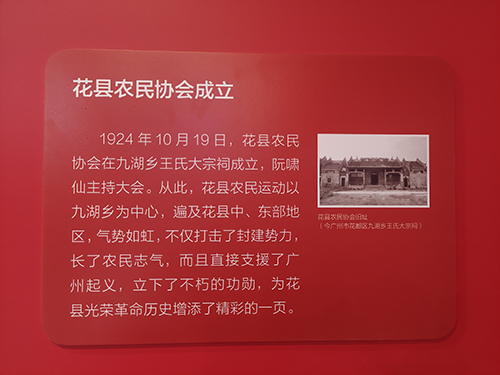 花县农民协会成立
1924 年 10 月 19 日，花县农民
协会在九湖乡王氏大宗祠成立，阮啸
仙主持大会。从此，花县农民运动以
九湖乡为中心，遍及花县中、东部地
区，气势如虹，不仅打击了封建势力，
长了农民志气，而且直接支援了广
州起义，立下了不朽的功勋，为花
县光荣革命历史增添了精彩的一页。
花县农民协会旧址
（今广州市花都区九湖乡王氏大宗祠）